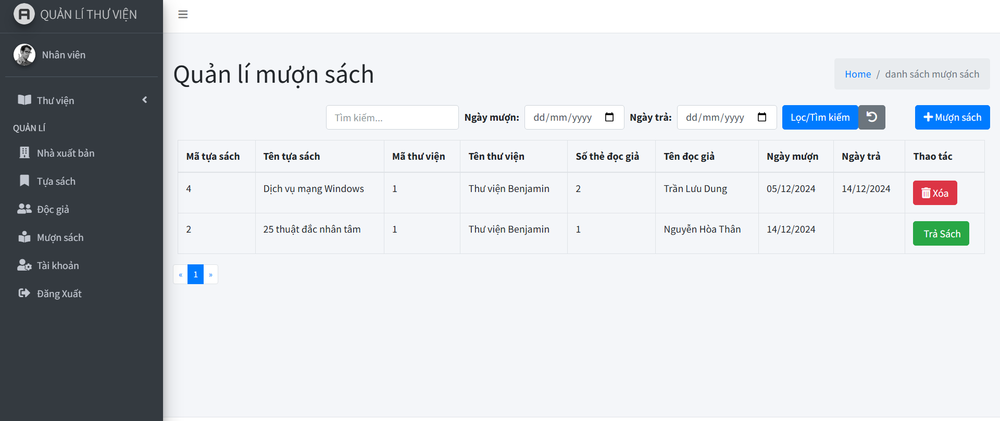 QUẢN LÍ THƯ VIỆN
Nhân viên
Thư viện
QUẢN LÍ
Nhà xuất bản
Tựa sách
Độc giả
Mượn sách
Tài khoản
Đăng Xuất
Quản lí mượn sách
Home / danh sách mượn sách
Tìm kiếm... Ngày mượn: dd/mm/yyyy Ngày trả: dd/mm/yyyy Lọc/Tìm kiếm Mượn sách
Mã tựa sách Tên tựa sách Mã thư viện Tên thư viện Số thẻ đọc giả Tên đọc giả Ngày mượn Ngày trả Thao tác
4 Dịch vụ mạng Windows 1 Thư viện Benjamin 2 Trần Lưu Dung 05/12/2024 14/12/2024 Xóa
2 25 thuật đắc nhân tâm 1 Thư viện Benjamin 1 Nguyễn Hòa Thân 14/12/2024 Trả Sách
« 1 »